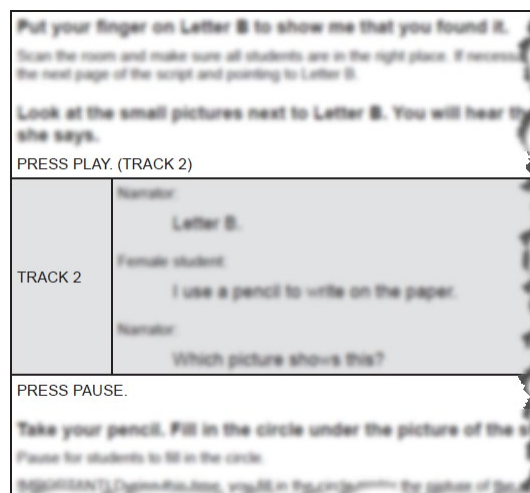 Put your finger on Letter B to show me that you found it.
Scan the room and make sure all students are in the right place. If
the next page of the script and pointing to Letter B.
Look at the small pictures next to Letter B. You will hear
she says.
PRESS PLAY. (TRACK 2)
Narrator:
Letter B.
Female student:
TRACK 2
I use a pencil to write on the paper.
Narrator:
Which picture shows this?
PRESS PAUSE.
Take your pencil. Fill in the circle under the picture of the
Pause for students to fill in the circle.